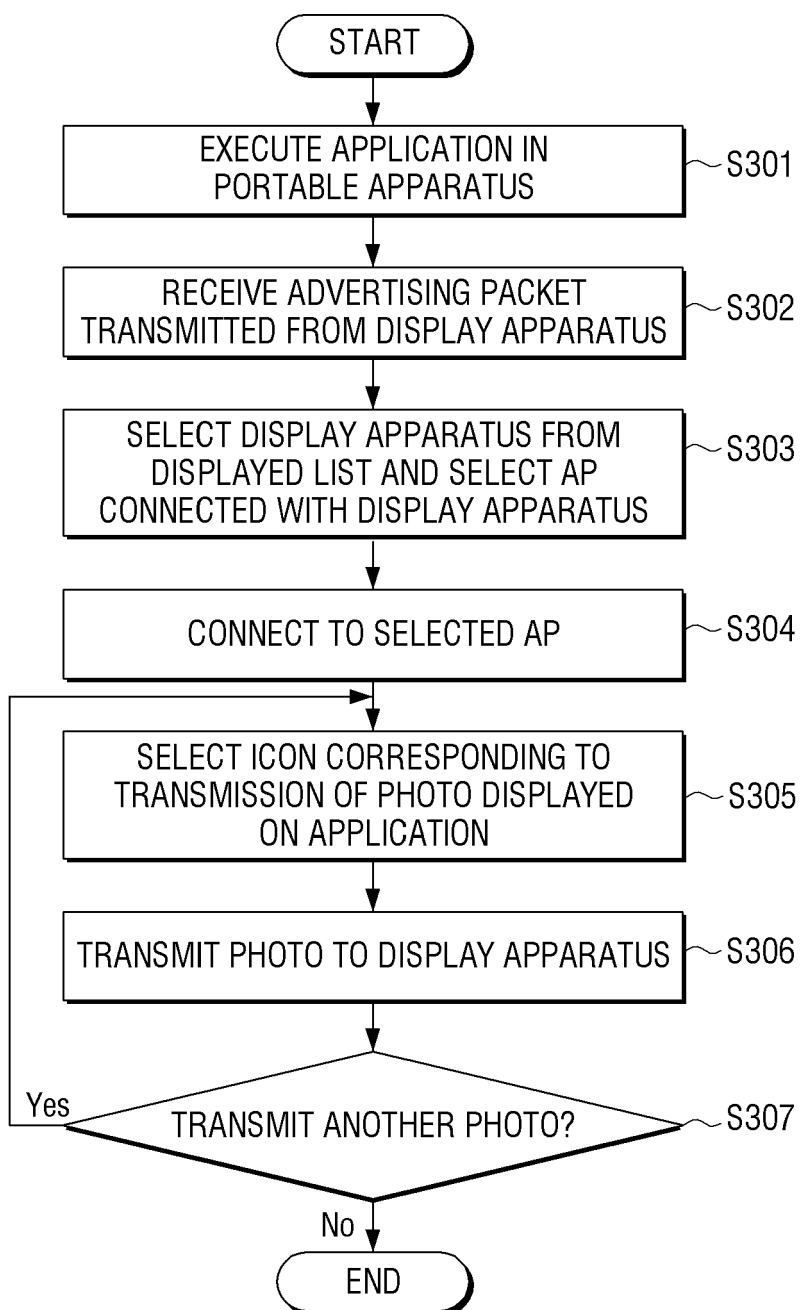 START
EXECUTE APPLICATION IN
PORTABLE APPARATUS
S301
RECEIVE ADVERTISING PACKET
TRANSMITTED FROM DISPLAY APPARATUS
S302
SELECT DISPLAY APPARATUS FROM
DISPLAYED LIST AND SELECT AP
CONNECTED WITH DISPLAY APPARATUS
S303
CONNECT TO SELECTED AP
S304
SELECT ICON CORRESPONDING TO
TRANSMISSION OF PHOTO DISPLAYED
ON APPLICATION
S305
TRANSMIT PHOTO TO DISPLAY APPARATUS
S306
Yes
TRANSMIT ANOTHER PHOTO?
S307
No
END